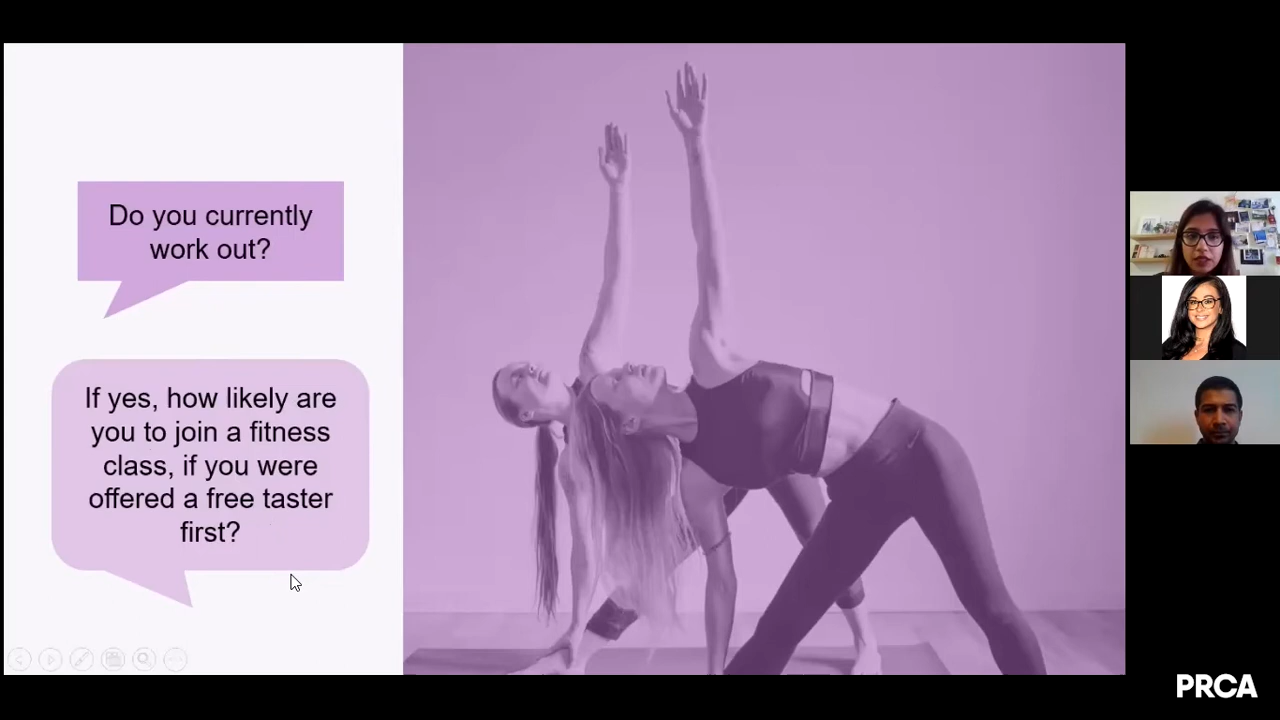 Do you currently
work out?
If yes, how likely are
you to join a fitness
class, if you were
offered a free taster
first?
PRCA